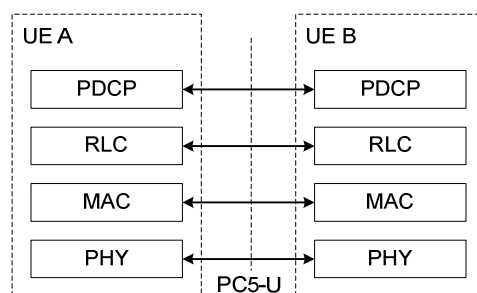 UE A UE B
PDCP PDCP
RLC RLC
MAC MAC
PHY PHY
PC5-U